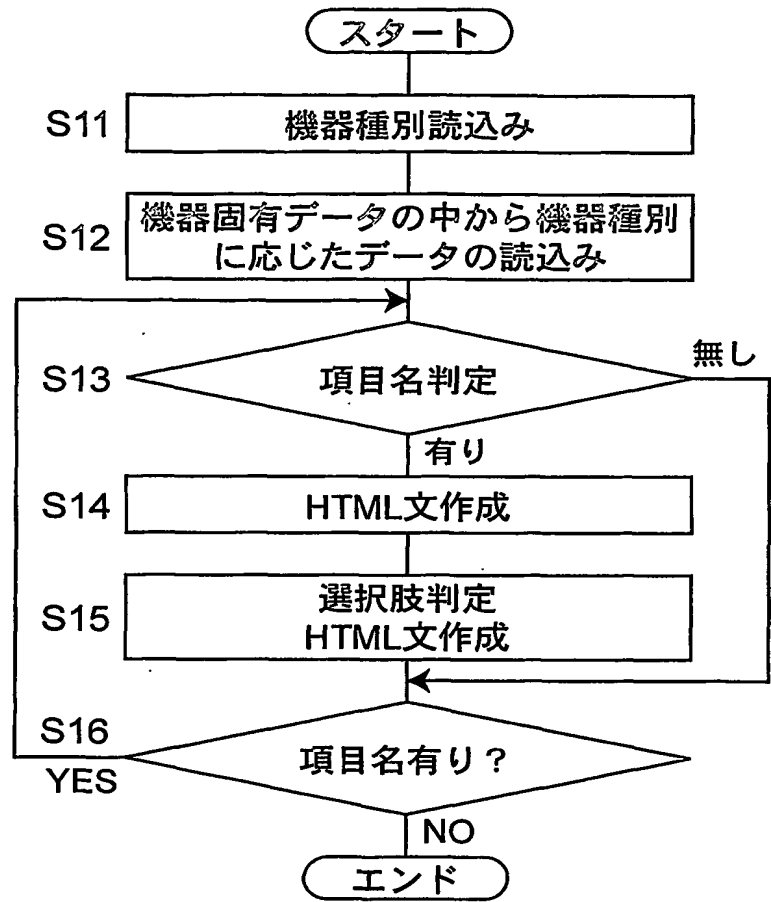 スタート
S11
機器種別読込み
S12
機器固有データの中から機器種別
に応じたデータの読込み
S13
項目名判定
無し
有り
S14
HTML文作成
S15
選択肢判定
HTML文作成
S16
項目名有り？
YES
NO
エンド